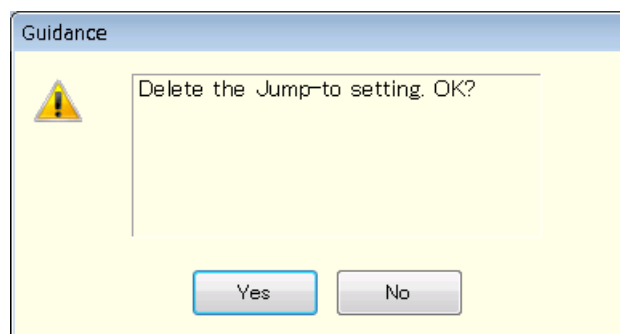 Guidance
Delete the Jump-to setting. OK?
Yes
No